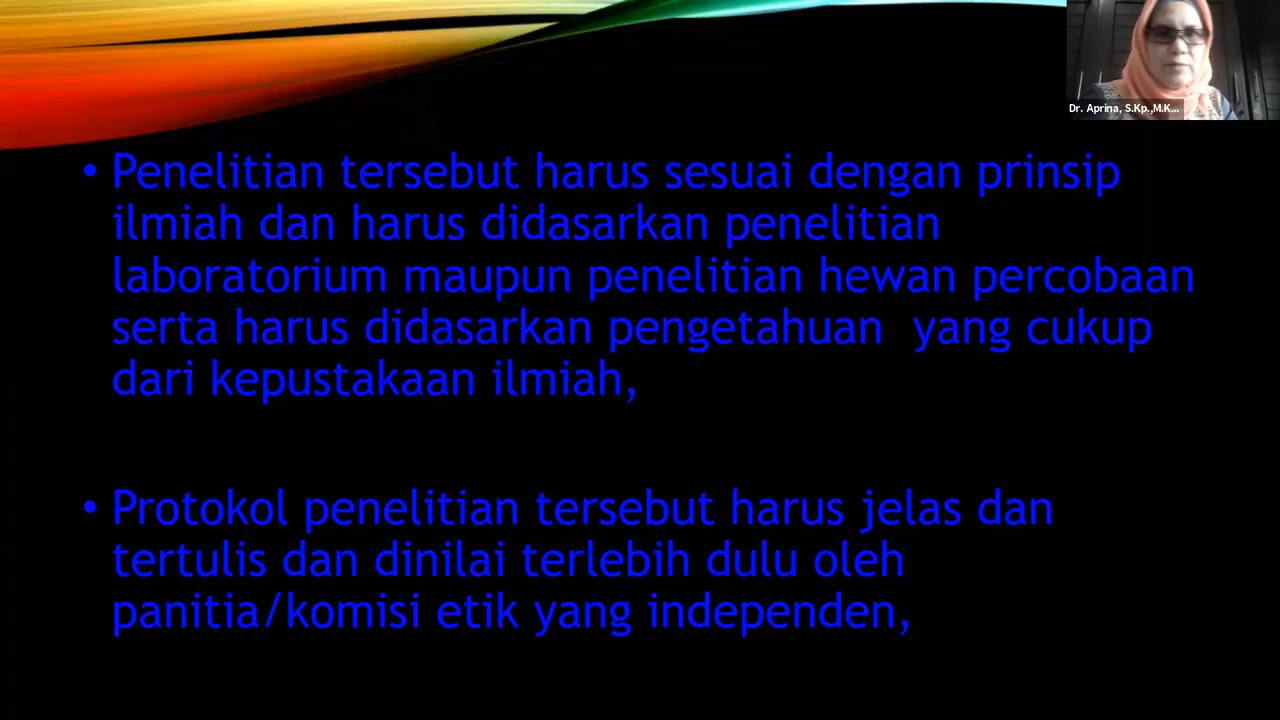 Dr. Aprina, S.Kp.,M.K...
• Penelitian tersebut harus sesuai dengan prinsip
ilmiah dan harus didasarkan penelitian
laboratorium maupun penelitian hewan percobaan
serta harus didasarkan pengetahuan  yang cukup
dari kepustakaan ilmiah,
• Protokol penelitian tersebut harus jelas dan
tertulis dan dinilai terlebih dulu oleh
panitia/komisi etik yang independen,